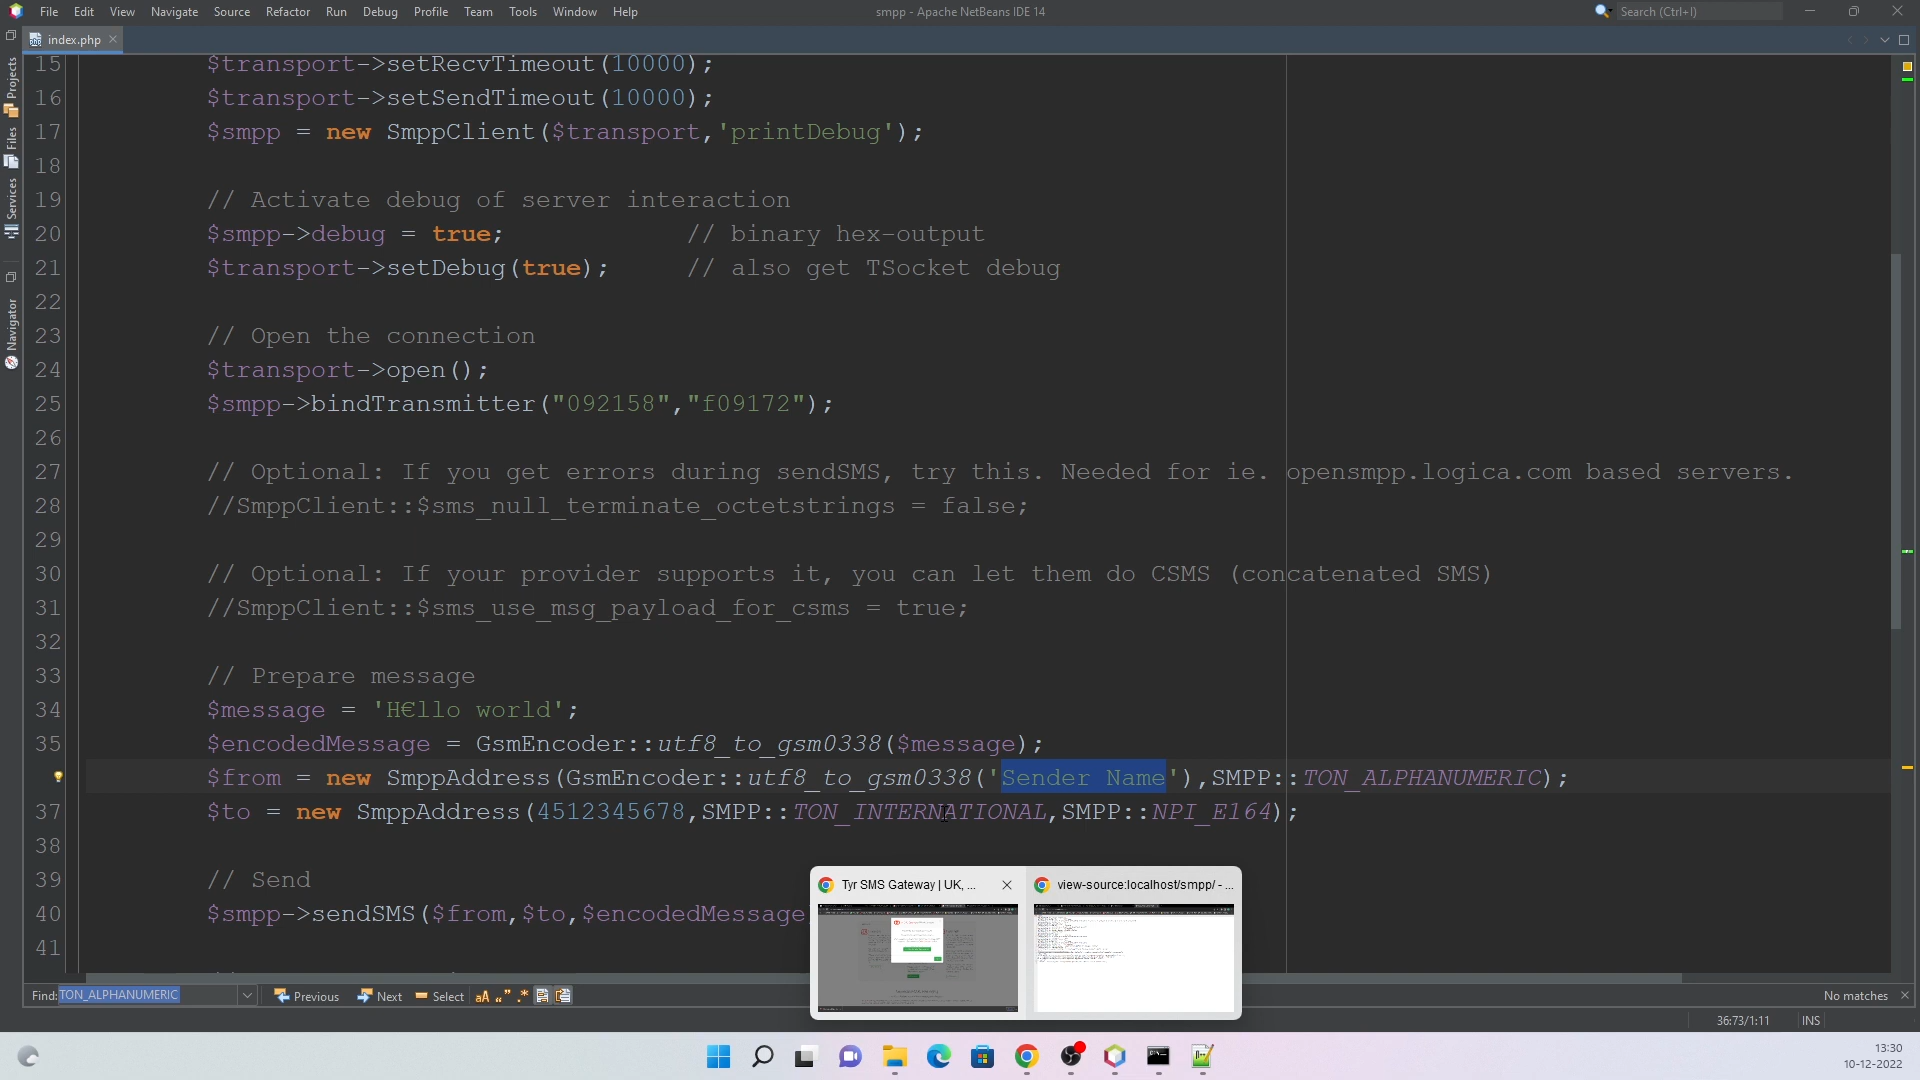 File Edit View Navigate Source Refactor Run Debug Profile Team Tools Window Help
smpp - Apache NetBeans IDE 14
Search (Ctrl+I)
index.php
Projects
Files
Services
Navigator
15 $transport->setRecvTimeout(10000);
16 $transport->setSendTimeout(10000);
17 $smpp = new SmppClient($transport,'printDebug');
18
19 // Activate debug of server interaction
20 $smpp->debug = true; // binary hex-output
21 $transport->setDebug(true); // also get TSocket debug
22
23 // Open the connection
24 $transport->open();
25 $smpp->bindTransmitter("092158","f09172");
26
27 // Optional: If you get errors during sendSMS, try this. Needed for ie. opensmpp.logica.com based servers.
28 //SmppClient::$sms_null_terminate_octetstrings = false;
29
30 // Optional: If your provider supports it, you can let them do CSMS (concatenated SMS)
31 //SmppClient::$sms_use_msg_payload_for_csms = true;
32
33 // Prepare message
34 $message = 'H€llo world';
35 $encodedMessage = GsmEncoder::utf8_to_gsm0338($message);
$from = new SmppAddress(GsmEncoder::utf8_to_gsm0338('Sender Name'),SMPP::TON_ALPHANUMERIC);
37 $to = new SmppAddress(4512345678,SMPP::TON_INTERNATIONAL,SMPP::NPI_E164);
38
39 // Send
40 $smpp->sendSMS($from,$to,$encodedMessage
41
Tyr SMS Gateway | UK, ...
view-source:localhost/smpp/ - ...
Find: TON_ALPHANUMERIC Previous Next Select No matches
36:73/1:11 INS
13:30
10-12-2022